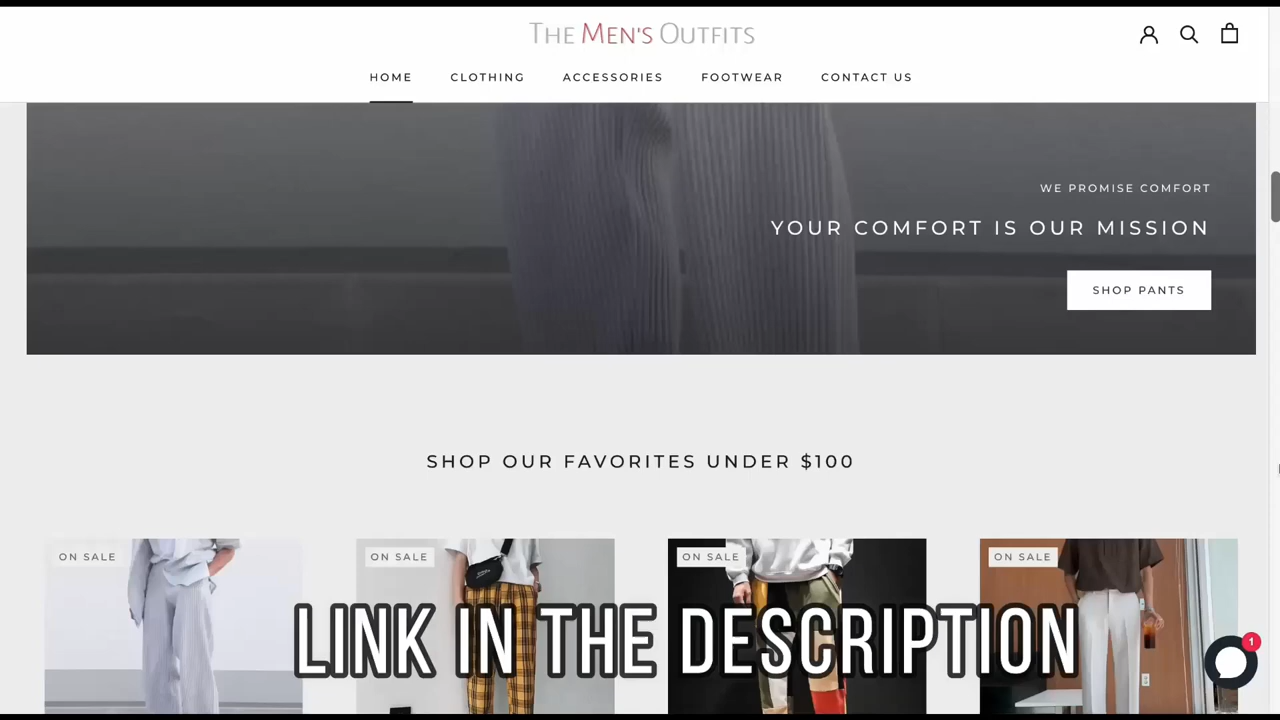 THE MEN'S OUTFITS
HOME CLOTHING ACCESSORIES FOOTWEAR CONTACT US
WE PROMISE COMFORT
YOUR COMFORT IS OUR MISSION
SHOP PANTS
SHOP OUR FAVORITES UNDER $100
ON SALE ON SALE ON SALE ON SALE
LINK IN THE DESCRIPTION
1